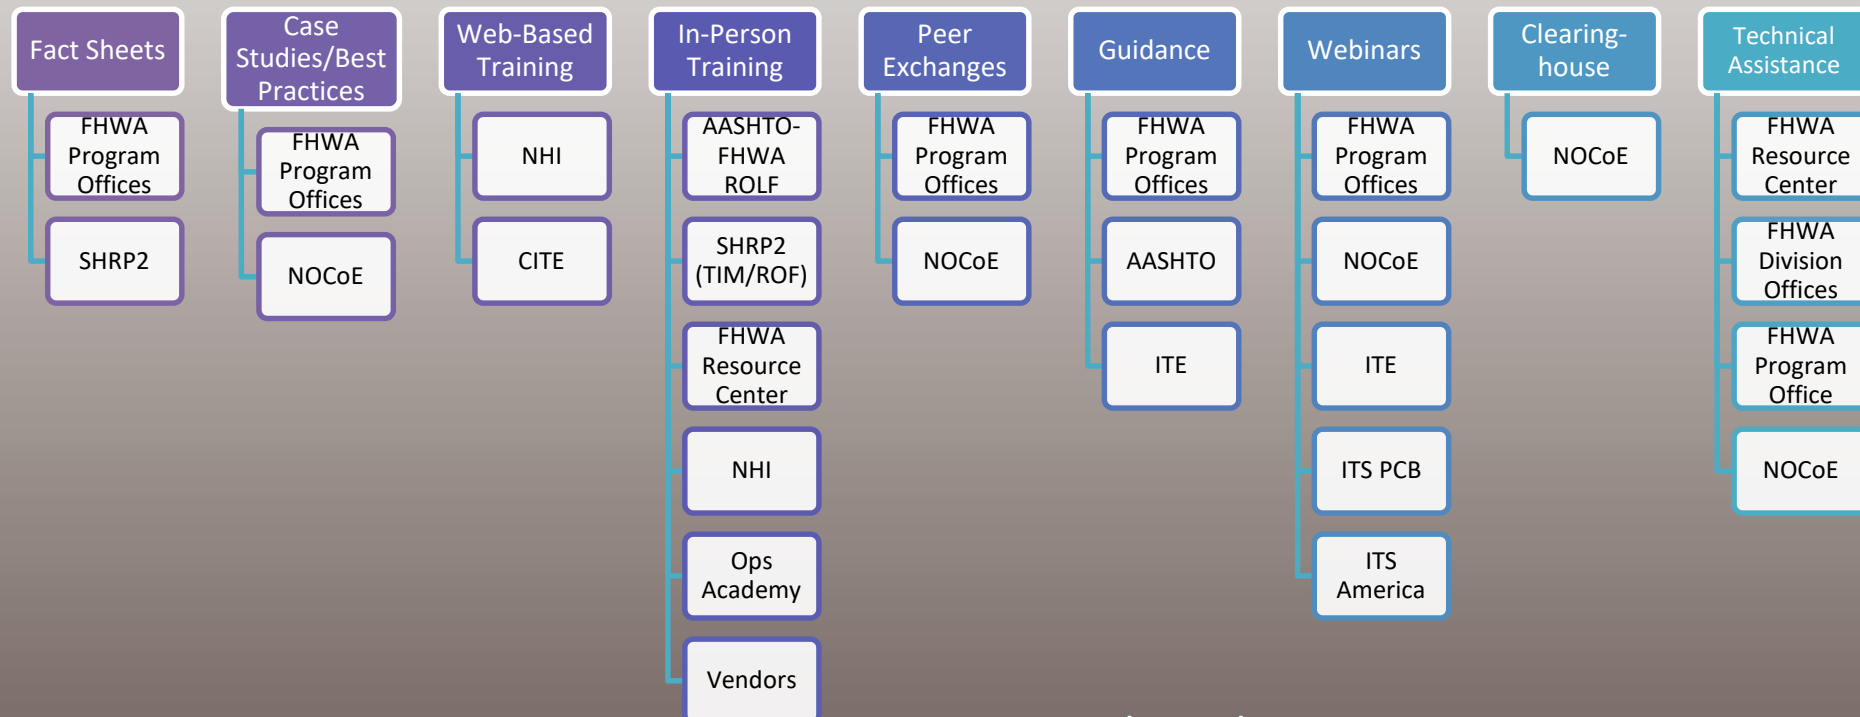 Fact Sheets
FHWA
Program
Offices
SHRP2
Case
Studies/Best
Practices
FHWA
Program
Offices
NOCoE
Web-Based
Training
NHI
CITE
In-Person
Training
AASHTO-
FHWA
ROLF
SHRP2
(TIM/ROF)
FHWA
Resource
Center
NHI
Ops
Academy
Vendors
Peer
Exchanges
FHWA
Program
Offices
NOCoE
Guidance
FHWA
Program
Offices
AASHTO
ITE
Webinars
FHWA
Program
Offices
NOCoE
ITE
ITS PCB
ITS
America
Clearing-
house
NOCoE
Technical
Assistance
FHWA
Resource
Center
FHWA
Division
Offices
FHWA
Program
Office
NOCoE